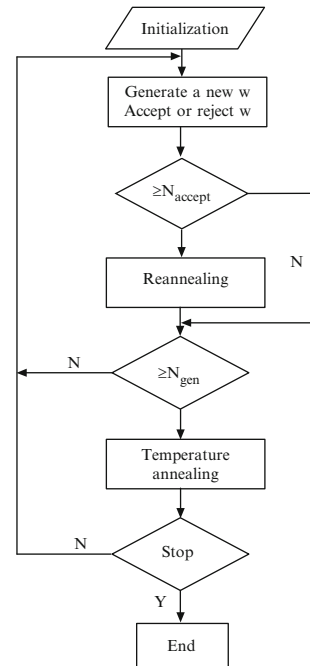 Initialization
Generate a new w
Accept or reject w
≥N_accept
N
Reannealing
N
≥N_gen
Temperature
annealing
N
Stop
Y
End